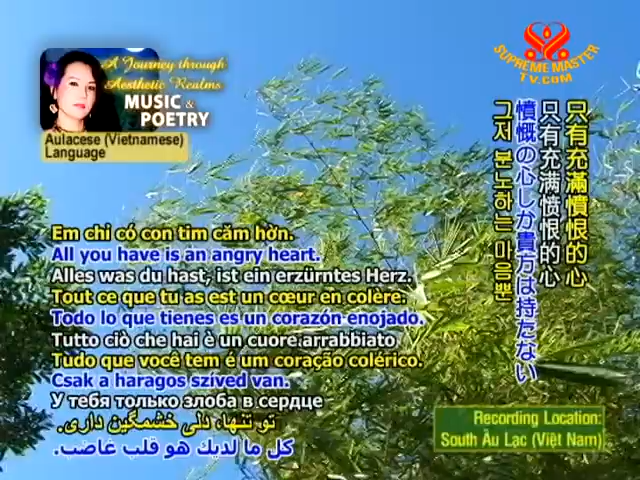 A Journey through
Aesthetic Realms
MUSIC &
POETRY
Aulacese (Vietnamese)
Language
SUPREME MASTER
TV.COM
Em chỉ có con tim căm hờn.
All you have is an angry heart.
Alles was du hast, ist ein erzürntes Herz.
Tout ce que tu as est un cœur en colère.
Todo lo que tienes es un corazón enojado.
Tutto ciò che hai è un cuore arrabbiato
Tudo que você tem é um coração colérico.
Csak a haragos szíved van.
У тебя только злоба в сердце
تو تنها، دلی خشمگین داری.
كل ما لديك هو قلب غاضب.
只有充滿憤恨的心
只有充满愤恨的心
憤慨の心しか貴方は持たない
그저 분노하는 마음뿐
Recording Location:
South Âu Lạc (Việt Nam)